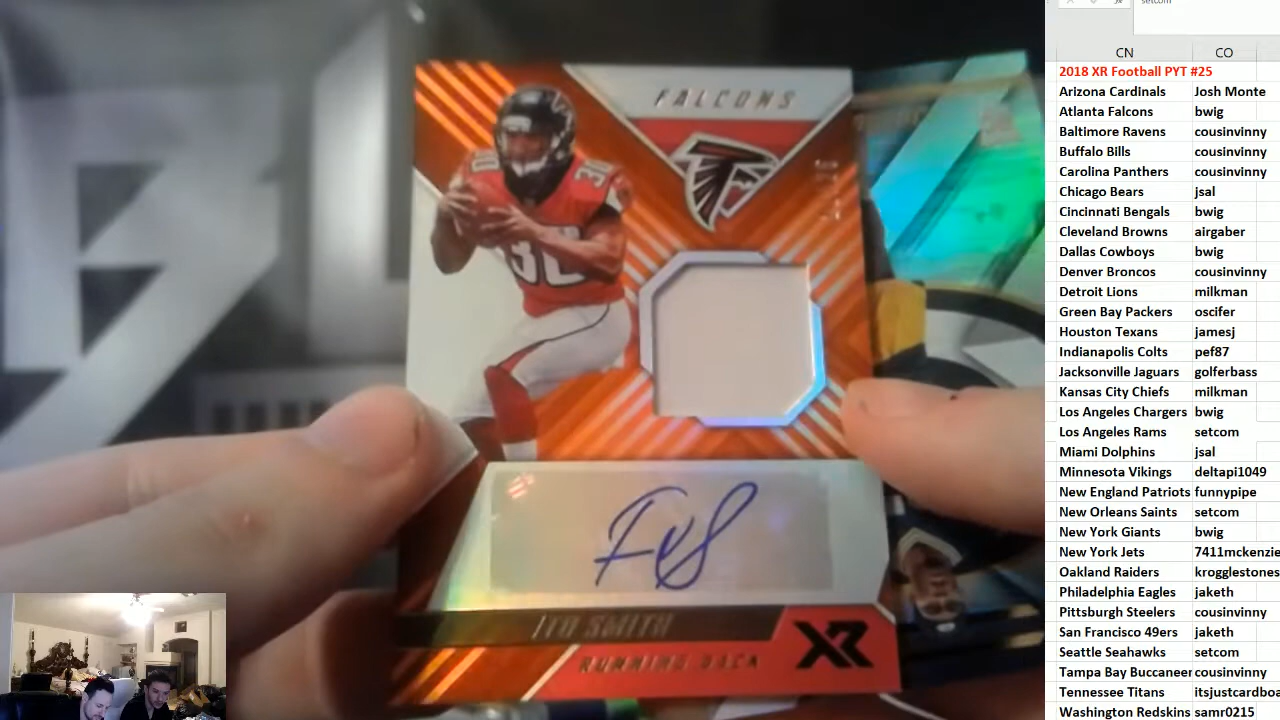 setcom
CN CO
2018 XR Football PYT #25
Arizona Cardinals Josh Monte
Atlanta Falcons bwig
Baltimore Ravens cousinvinny
Buffalo Bills cousinvinny
Carolina Panthers cousinvinny
Chicago Bears jsal
Cincinnati Bengals bwig
Cleveland Browns airgaber
Dallas Cowboys bwig
Denver Broncos cousinvinny
Detroit Lions milkman
Green Bay Packers oscifer
Houston Texans jamesj
Indianapolis Colts pef87
Jacksonville Jaguars golferbass
Kansas City Chiefs milkman
Los Angeles Chargers bwig
Los Angeles Rams setcom
Miami Dolphins jsal
Minnesota Vikings deltapi1049
New England Patriots funnypipe
New Orleans Saints setcom
New York Giants bwig
New York Jets 7411mckenzie
Oakland Raiders krogglestones
Philadelphia Eagles jaketh
Pittsburgh Steelers cousinvinny
San Francisco 49ers jaketh
Seattle Seahawks setcom
Tampa Bay Buccaneer cousinvinny
Tennessee Titans itsjustcardboa
Washington Redskins samr0215
FALCONS
30
30
30
ITO SMITH
RUNNING BACK
XR